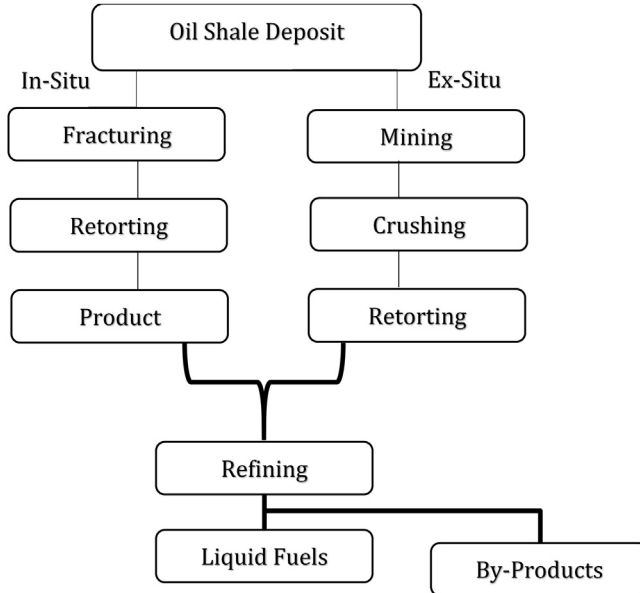 Oil Shale Deposit
In-Situ
Ex-Situ
Fracturing
Mining
Retorting
Crushing
Product
Retorting
Refining
Liquid Fuels
By-Products